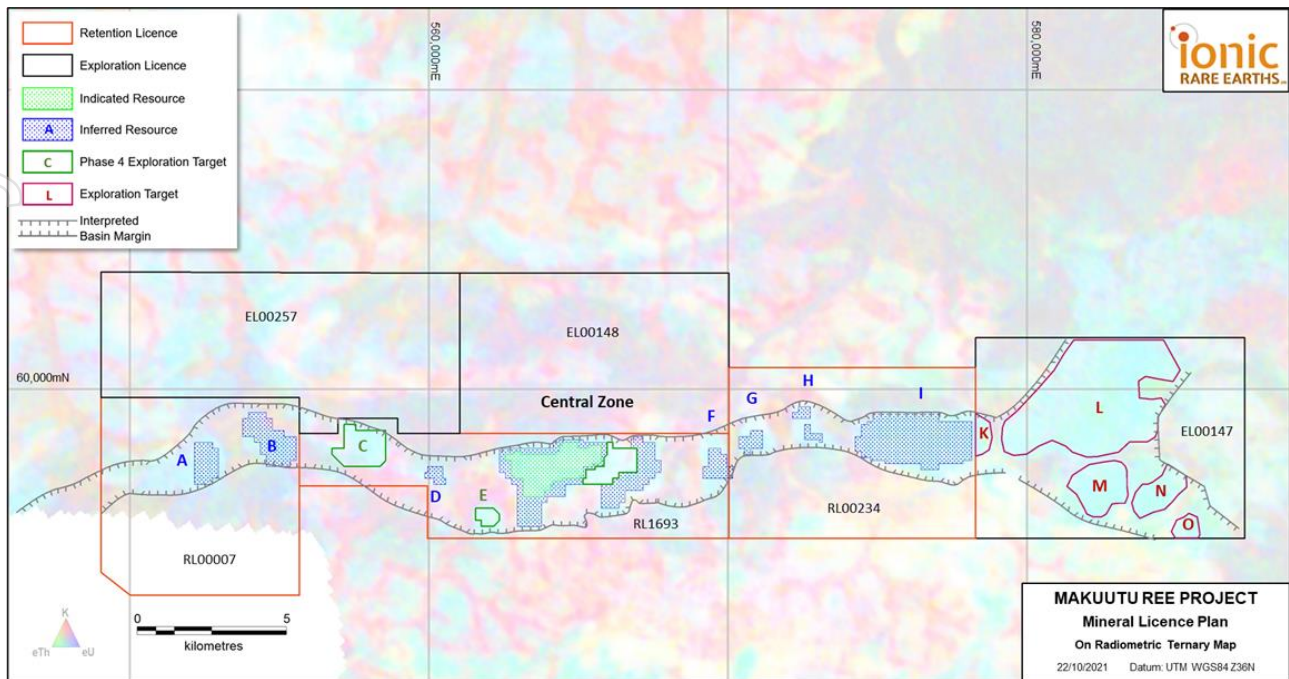 Retention Licence
Exploration Licence
Indicated Resource
A Inferred Resource
C Phase 4 Exploration Target
L Exploration Target
Interpreted
Basin Margin
560,000mE
580,000mE
ionic
RARE EARTHS
EL00257
EL00148
60,000mN
Central Zone
H
I
G
F
A
B
C
D
E
K
L
EL00147
M
N
O
RL1693
RL00234
RL00007
K
eTh eU
0 5
kilometres
MAKUUTU REE PROJECT
Mineral Licence Plan
On Radiometric Ternary Map
22/10/2021 Datum: UTM WGS84 Z36N